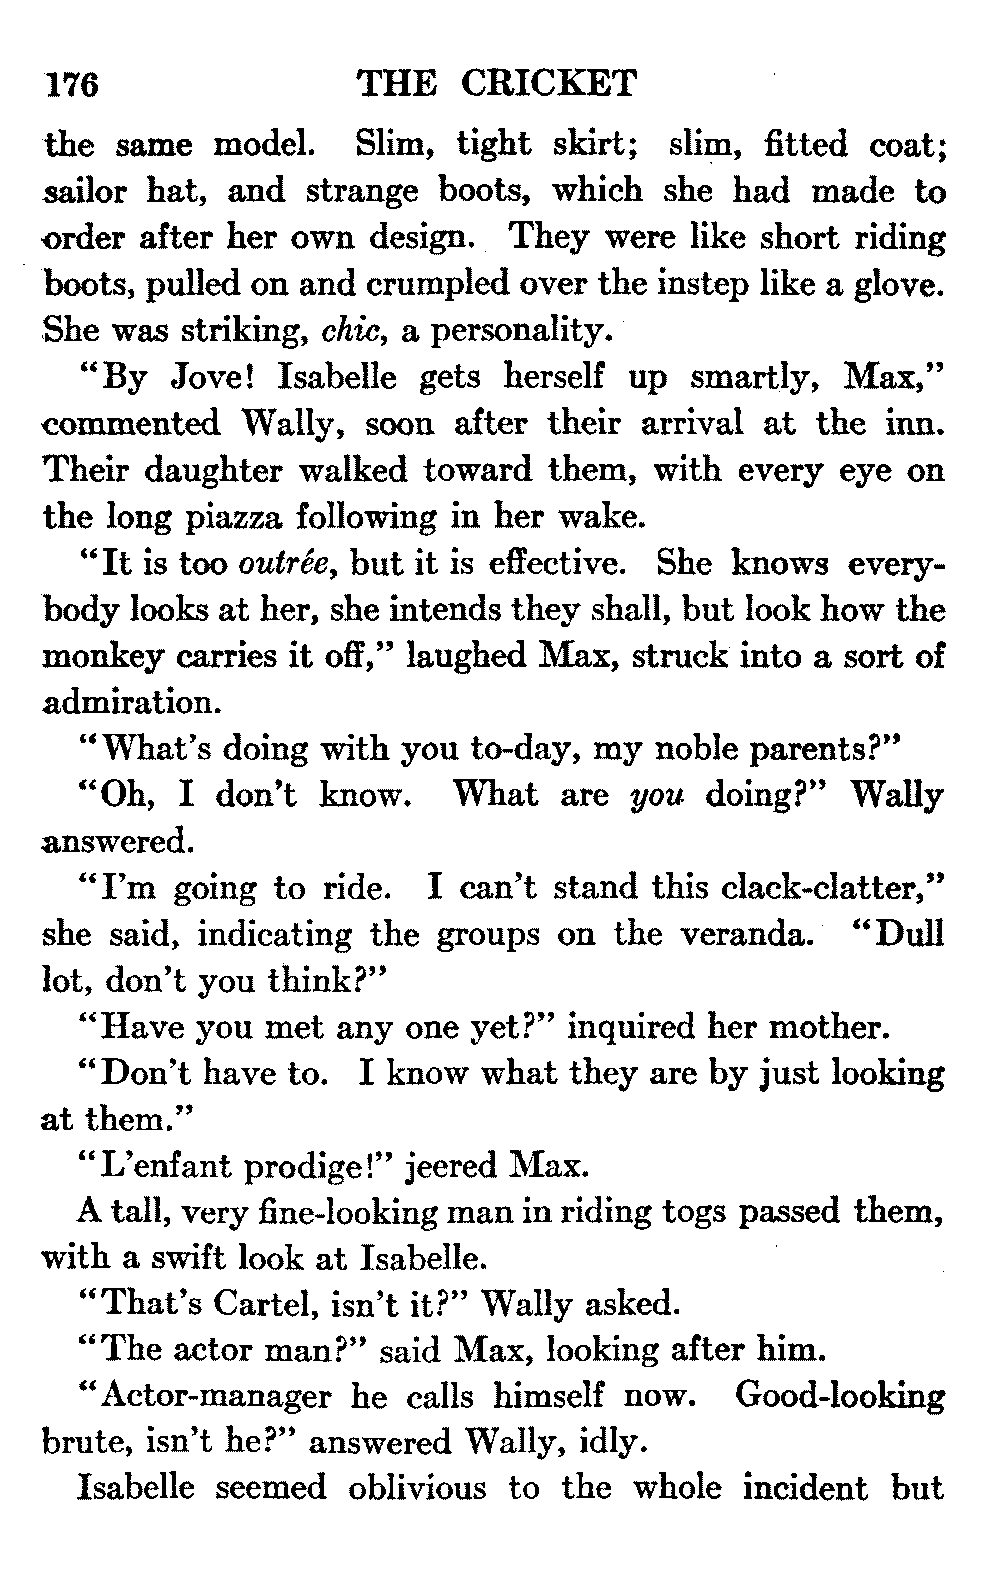 176 THE CRICKET
the same model. Slim, tight skirt; slim, fitted coat;
sailor hat, and strange boots, which she had made to
order after her own design. They were like short riding
boots, pulled on and crumpled over the instep like a glove.
She was striking, chic, a personality.
"By Jove! Isabelle gets herself up smartly, Max,"
commented Wally, soon after their arrival at the inn.
Their daughter walked toward them, with every eye on
the long piazza following in her wake.
"It is too outrée, but it is effective. She knows every-
body looks at her, she intends they shall, but look how the
monkey carries it off," laughed Max, struck into a sort of
admiration.
"What's doing with you to-day, my noble parents?"
"Oh, I don't know. What are you doing?" Wally
answered.
"I'm going to ride. I can't stand this clack-clatter,"
she said, indicating the groups on the veranda. "Dull
lot, don't you think?"
"Have you met any one yet?" inquired her mother.
"Don't have to. I know what they are by just looking
at them."
"L'enfant prodige!" jeered Max.
A tall, very fine-looking man in riding togs passed them,
with a swift look at Isabelle.
"That's Cartel, isn't it?" Wally asked.
"The actor man?" said Max, looking after him.
"Actor-manager he calls himself now. Good-looking
brute, isn't he?" answered Wally, idly.
Isabelle seemed oblivious to the whole incident but